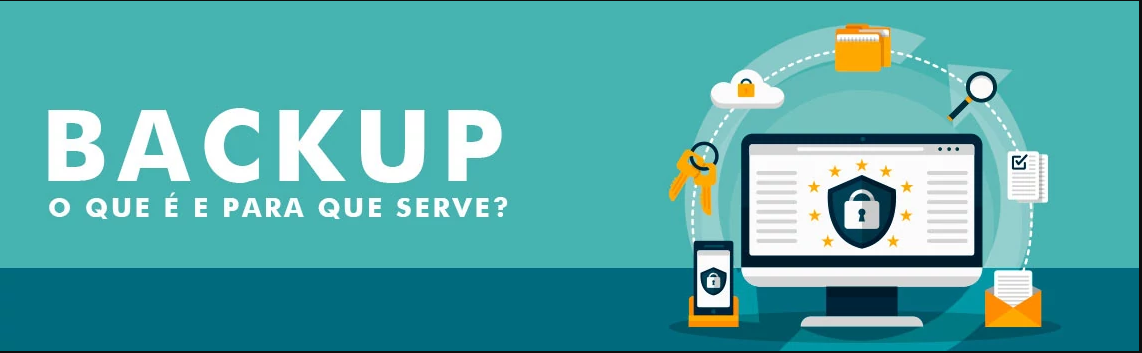 BACKUP
O QUE É E PARA QUE SERVE?